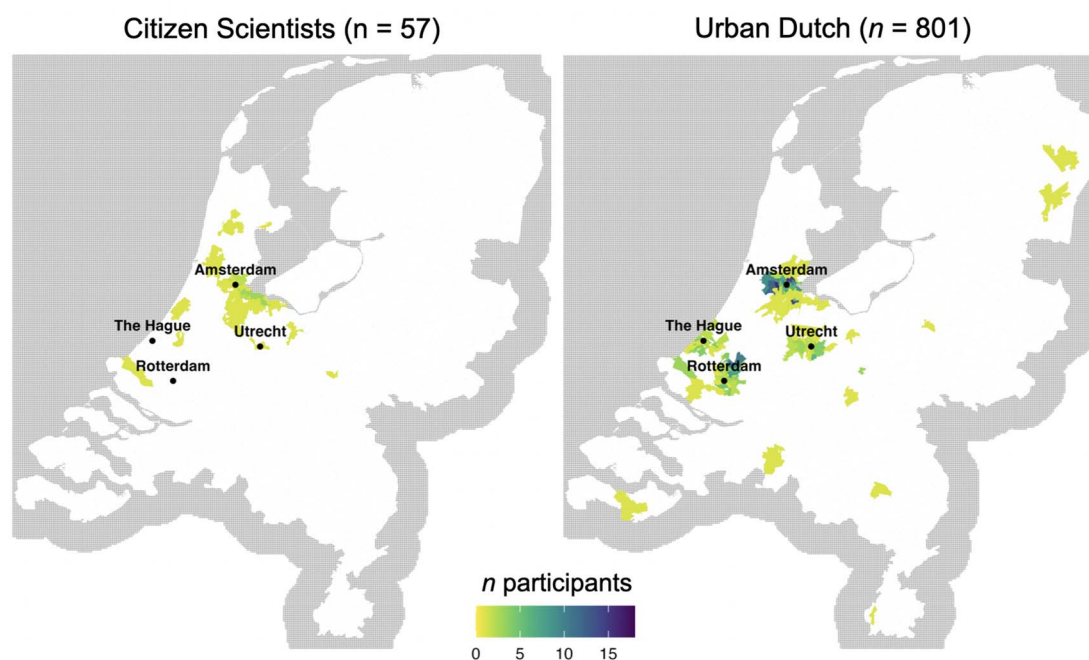 Citizen Scientists (n = 57)
Urban Dutch (n = 801)
Amsterdam
The Hague
Utrecht
Rotterdam
Amsterdam
The Hague
Utrecht
Rotterdam
n participants
0 5 10 15